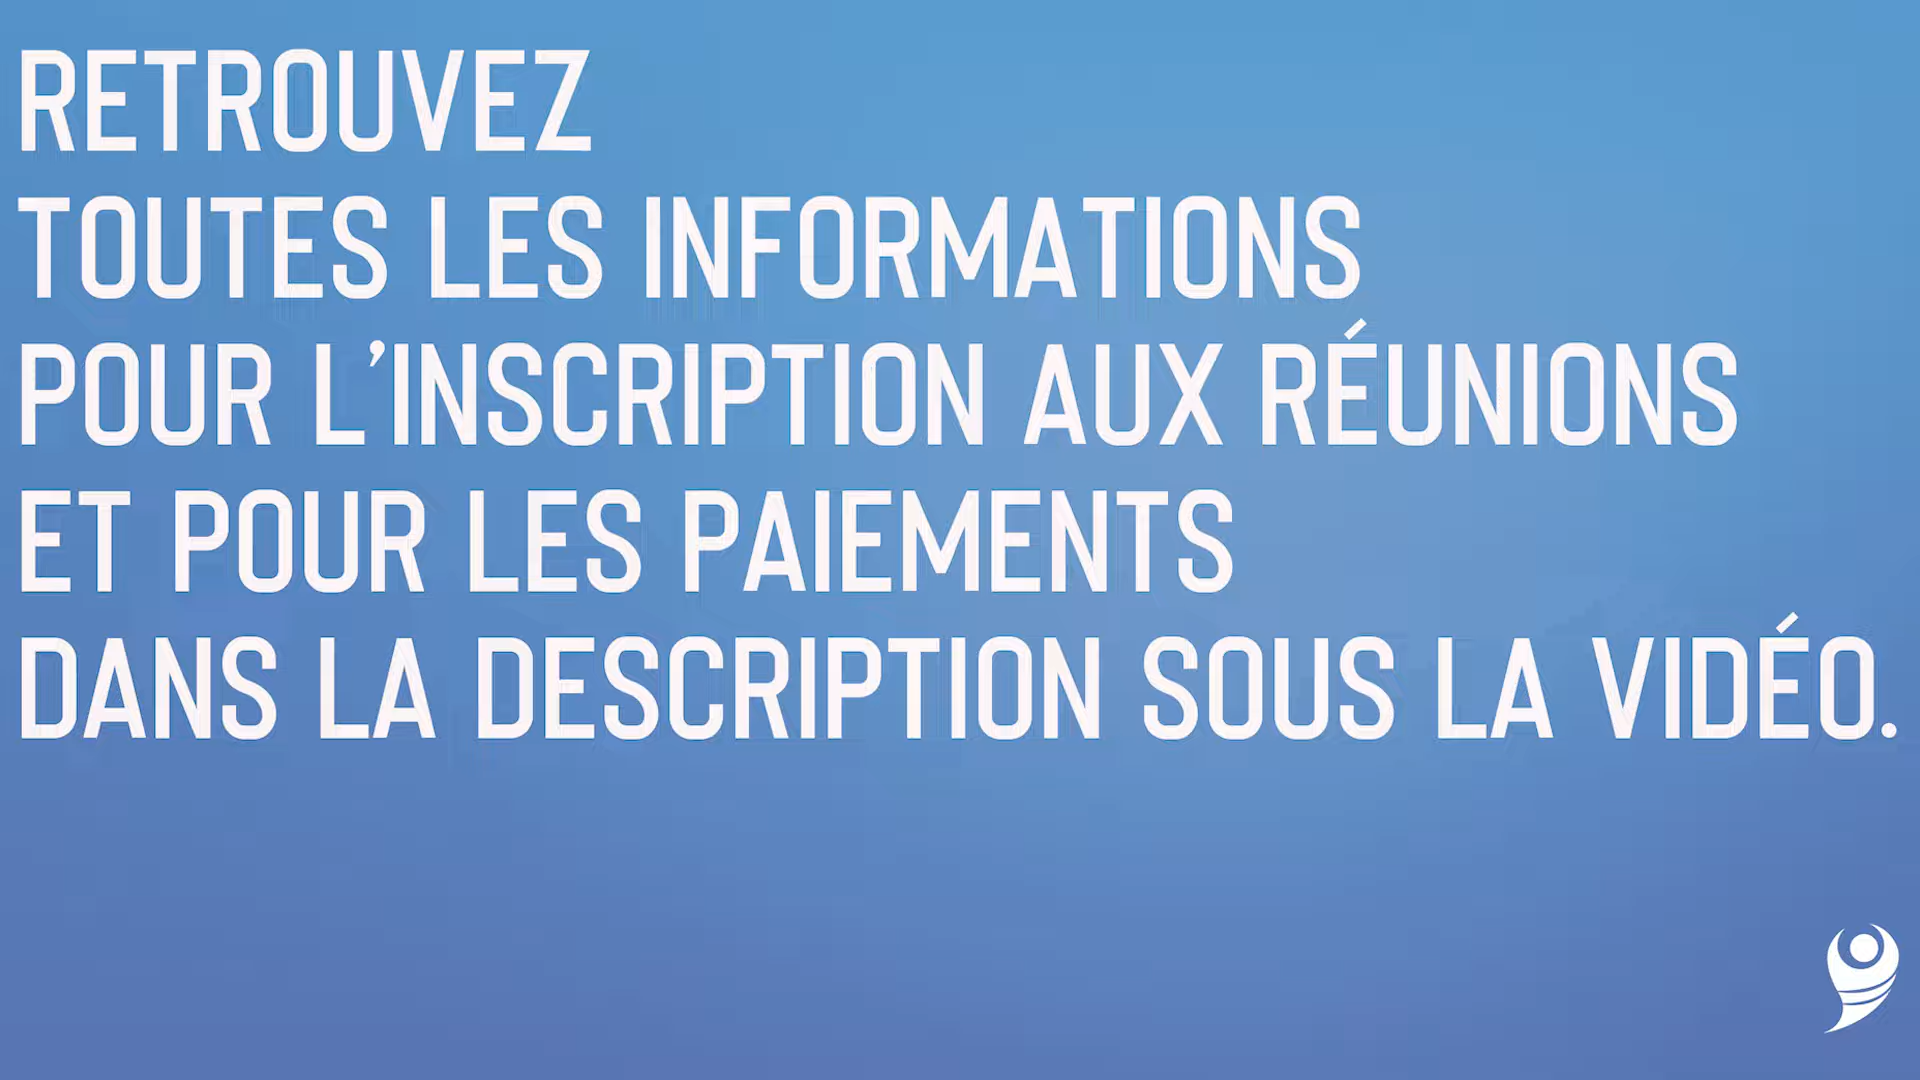 RETROUVEZ
TOUTES LES INFORMATIONS
POUR L’INSCRIPTION AUX RÉUNIONS
ET POUR LES PAIEMENTS
DANS LA DESCRIPTION SOUS LA VIDÉO.